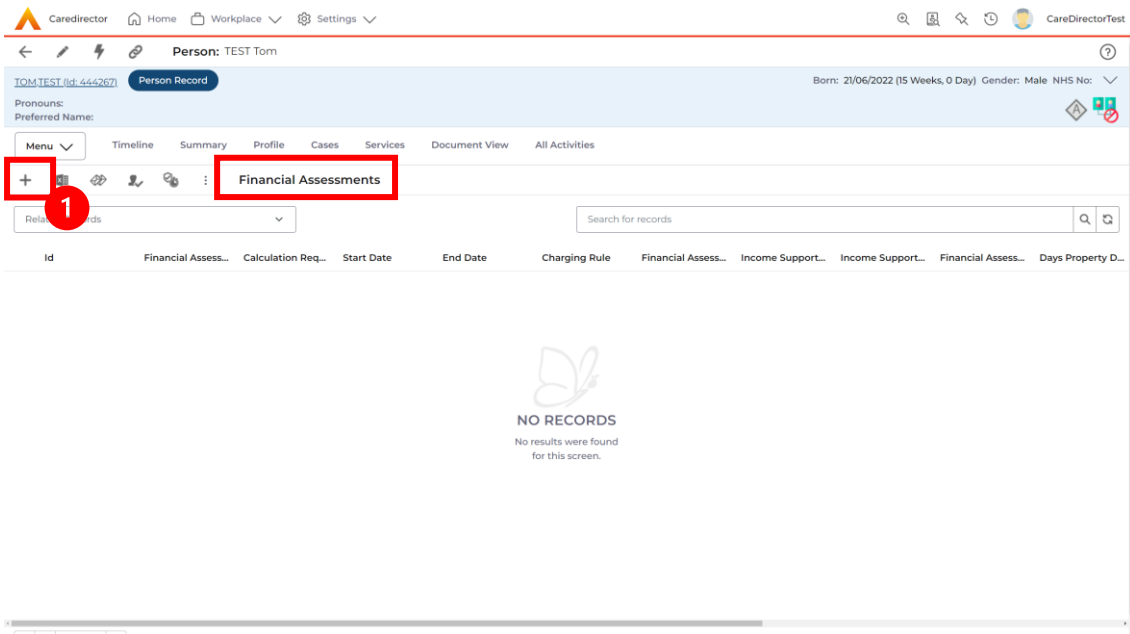 Caredirector Home Workplace Settings CareDirectorTest
Person: TEST Tom
TOM,TEST (Id: 444267) Person Record Born: 21/06/2022 (15 Weeks, 0 Day) Gender: Male NHS No:
Pronouns:
Preferred Name:
Menu Timeline Summary Profile Cases Services Document View All Activities
Financial Assessments
1
Search for records
Id Financial Assess... Calculation Req... Start Date End Date Charging Rule Financial Assess... Income Support... Income Support... Financial Assess... Days Property D...
A
NO RECORDS
No results were found
for this screen.